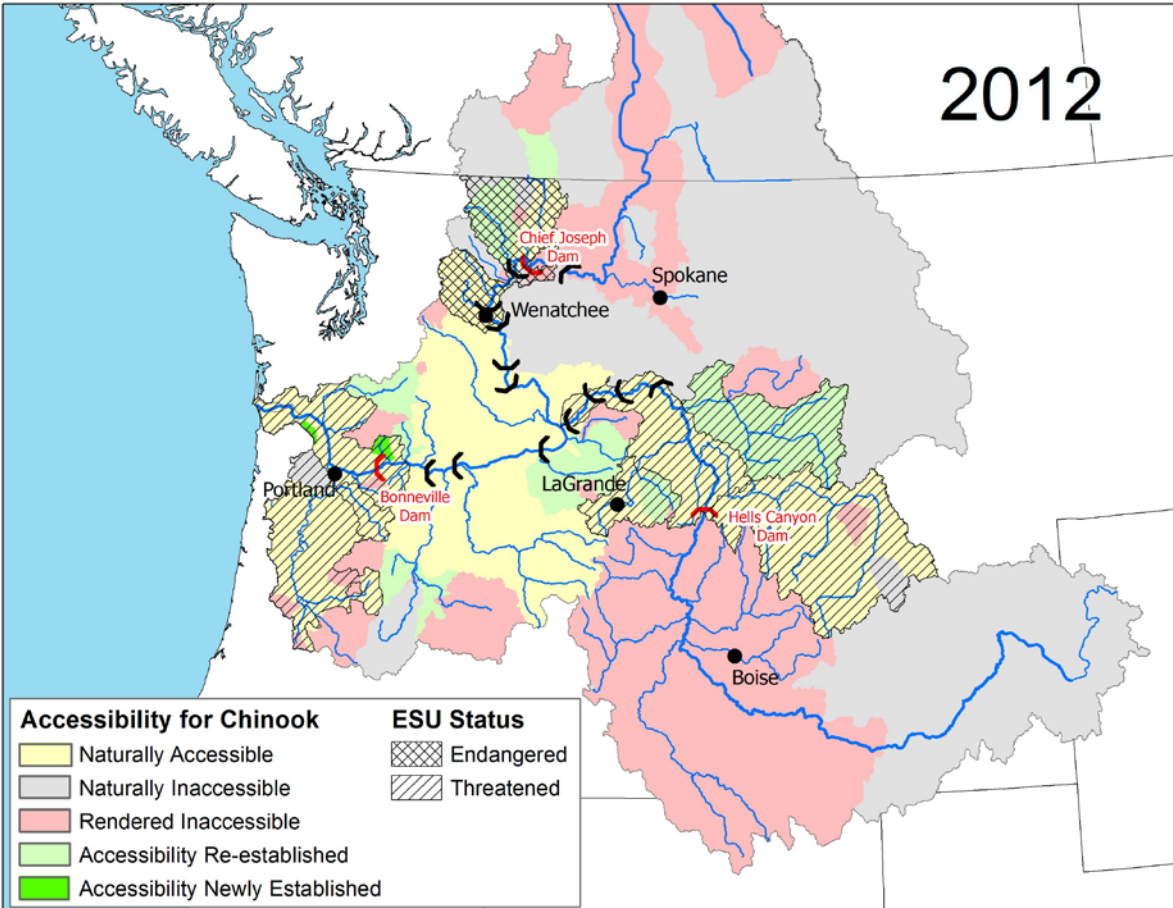 2012
Chief Joseph
Dam
Spokane
Wenatchee
Portland
Bonneville
Dam
LaGrande
Hells Canyon
Dam
Boise
Accessibility for Chinook
Naturally Accessible
Naturally Inaccessible
Rendered Inaccessible
Accessibility Re-established
Accessibility Newly Established
ESU Status
Endangered
Threatened